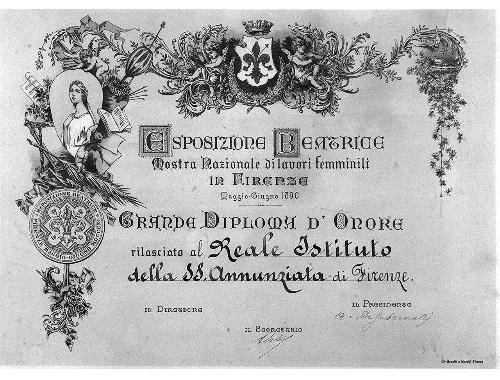 Esposizione Beatrice
Mostra Nazionale di lavori femminili
in Firenze
Maggio-Giugno 1890
Grande Diploma d'Onore
rilasciato al Reale Istituto
della SS. Annunziata di Firenze.
Il Direttore
Il Presidente
Il Segretario